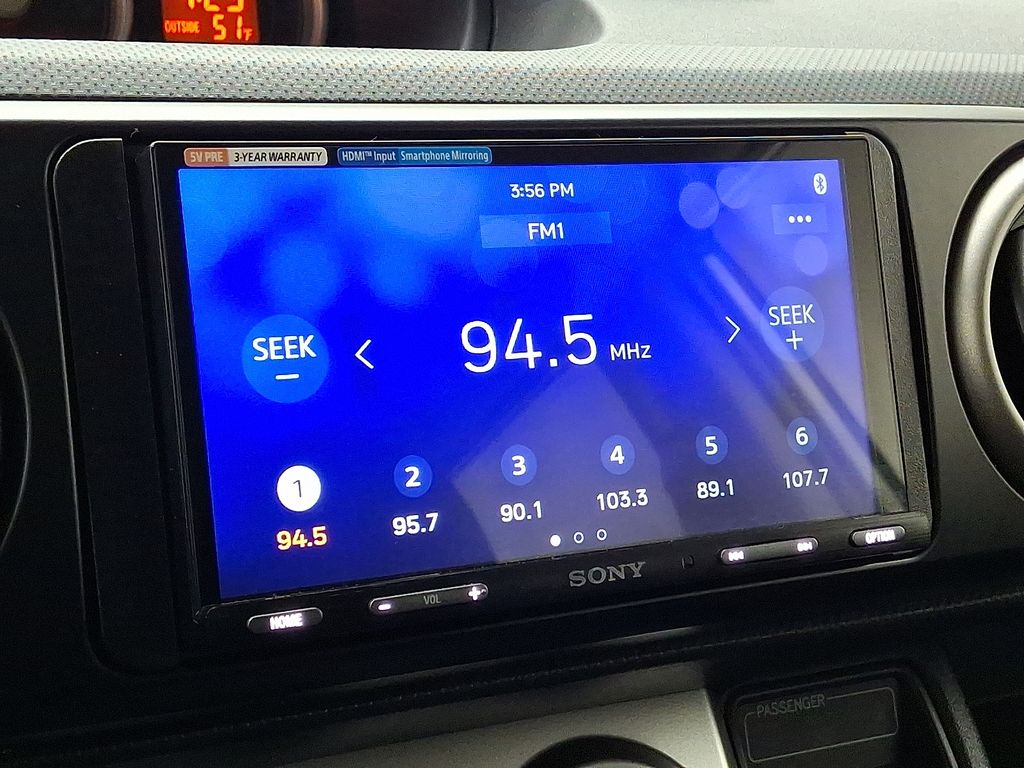 OUTSIDE 51°F
5V PRE 3-YEAR WARRANTY HDMI™ Input Smartphone Mirroring
3:56 PM
FM1
•••
SEEK
−
<
94.5 MHz
>
SEEK
+
1 2 3 4 5 6
94.5 95.7 90.1 103.3 89.1 107.7
HOME
- VOL +
SONY
OPTION
PASSENGER